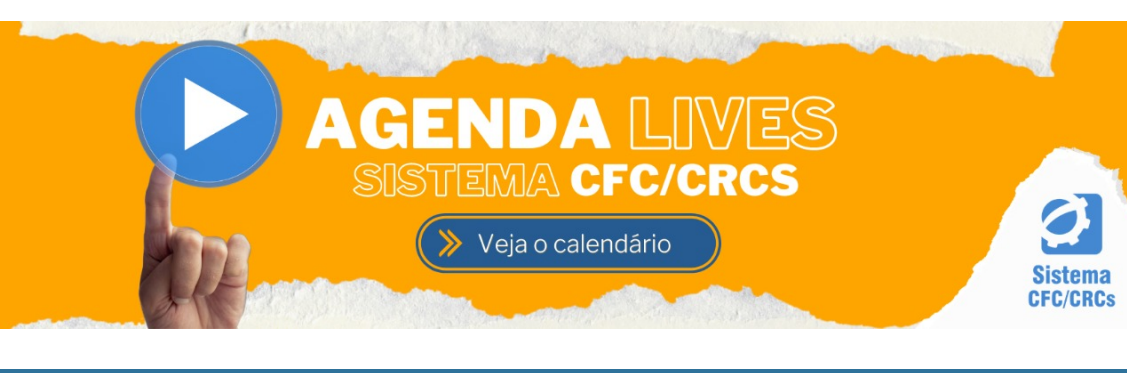 AGENDA LIVES
SISTEMA CFC/CRCS
Veja o calendário
Sistema
CFC/CRCs